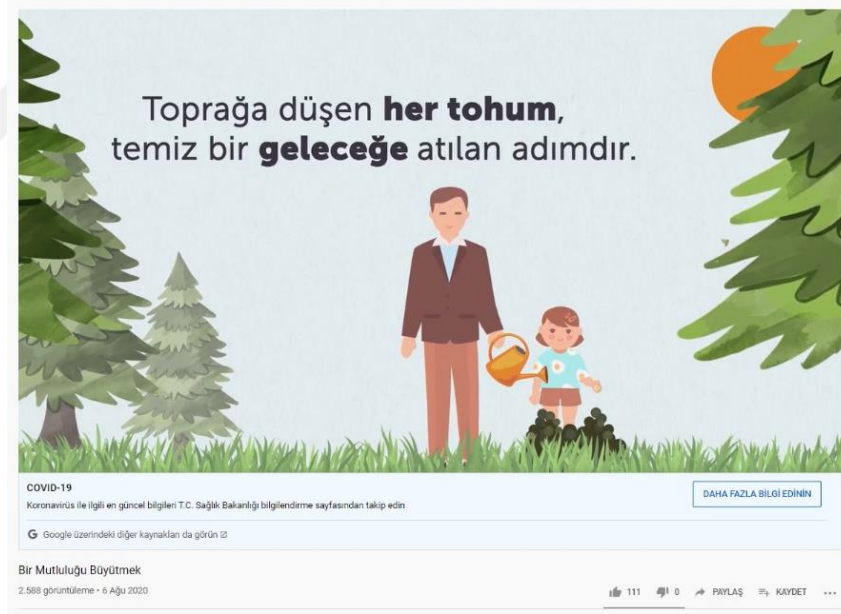 Toprağa düşen her tohum,
temiz bir geleceğe atılan adımdır.
COVID-19
Koronavirüs ile ilgili en güncel bilgileri T.C. Sağlık Bakanlığı bilgilendirme sayfasından takip edin
DAHA FAZLA BİLGİ EDİNİN
G Google üzerindeki diğer kaynakları da görün
Bir Mutluluğu Büyütmek
2.588 görüntüleme • 6 Ağu 2020
111 0 PAYLAŞ KAYDET ...